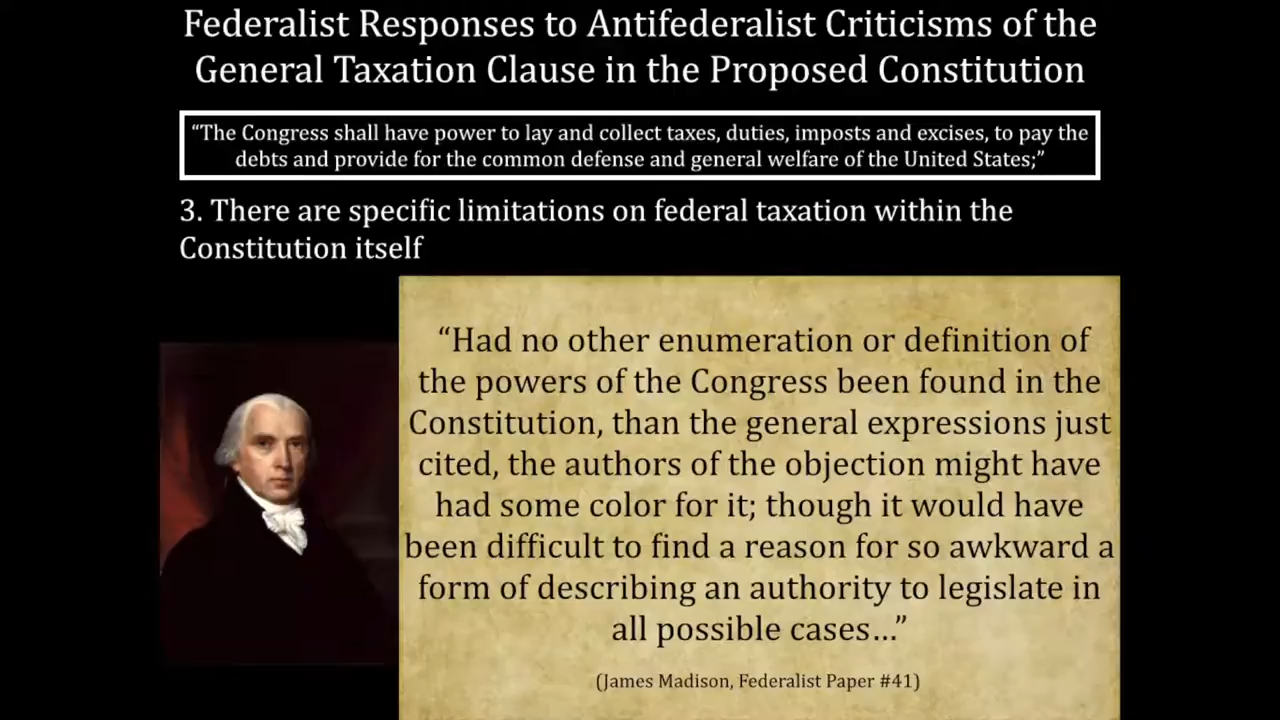 Federalist Responses to Antifederalist Criticisms of the
General Taxation Clause in the Proposed Constitution
“The Congress shall have power to lay and collect taxes, duties, imposts and excises, to pay the
debts and provide for the common defense and general welfare of the United States;”
3. There are specific limitations on federal taxation within the
Constitution itself
“Had no other enumeration or definition of
the powers of the Congress been found in the
Constitution, than the general expressions just
cited, the authors of the objection might have
had some color for it; though it would have
been difficult to find a reason for so awkward a
form of describing an authority to legislate in
all possible cases…”
(James Madison, Federalist Paper #41)